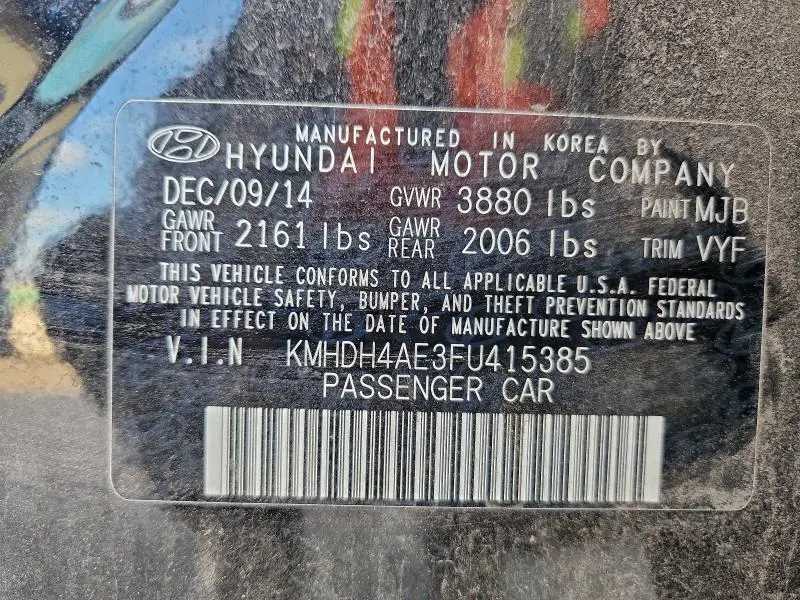 MANUFACTURED IN KOREA BY
HYUNDAI MOTOR COMPANY
DEC/09/14 GVWR 3880 lbs PAINT MJB
GAWR FRONT 2161 lbs GAWR REAR 2006 lbs TRIM VYF
THIS VEHICLE CONFORMS TO ALL APPLICABLE U.S.A. FEDERAL
MOTOR VEHICLE SAFETY, BUMPER, AND THEFT PREVENTION STANDARDS
IN EFFECT ON THE DATE OF MANUFACTURE SHOWN ABOVE
V.I.N KMHDH4AE3FU415385
PASSENGER CAR